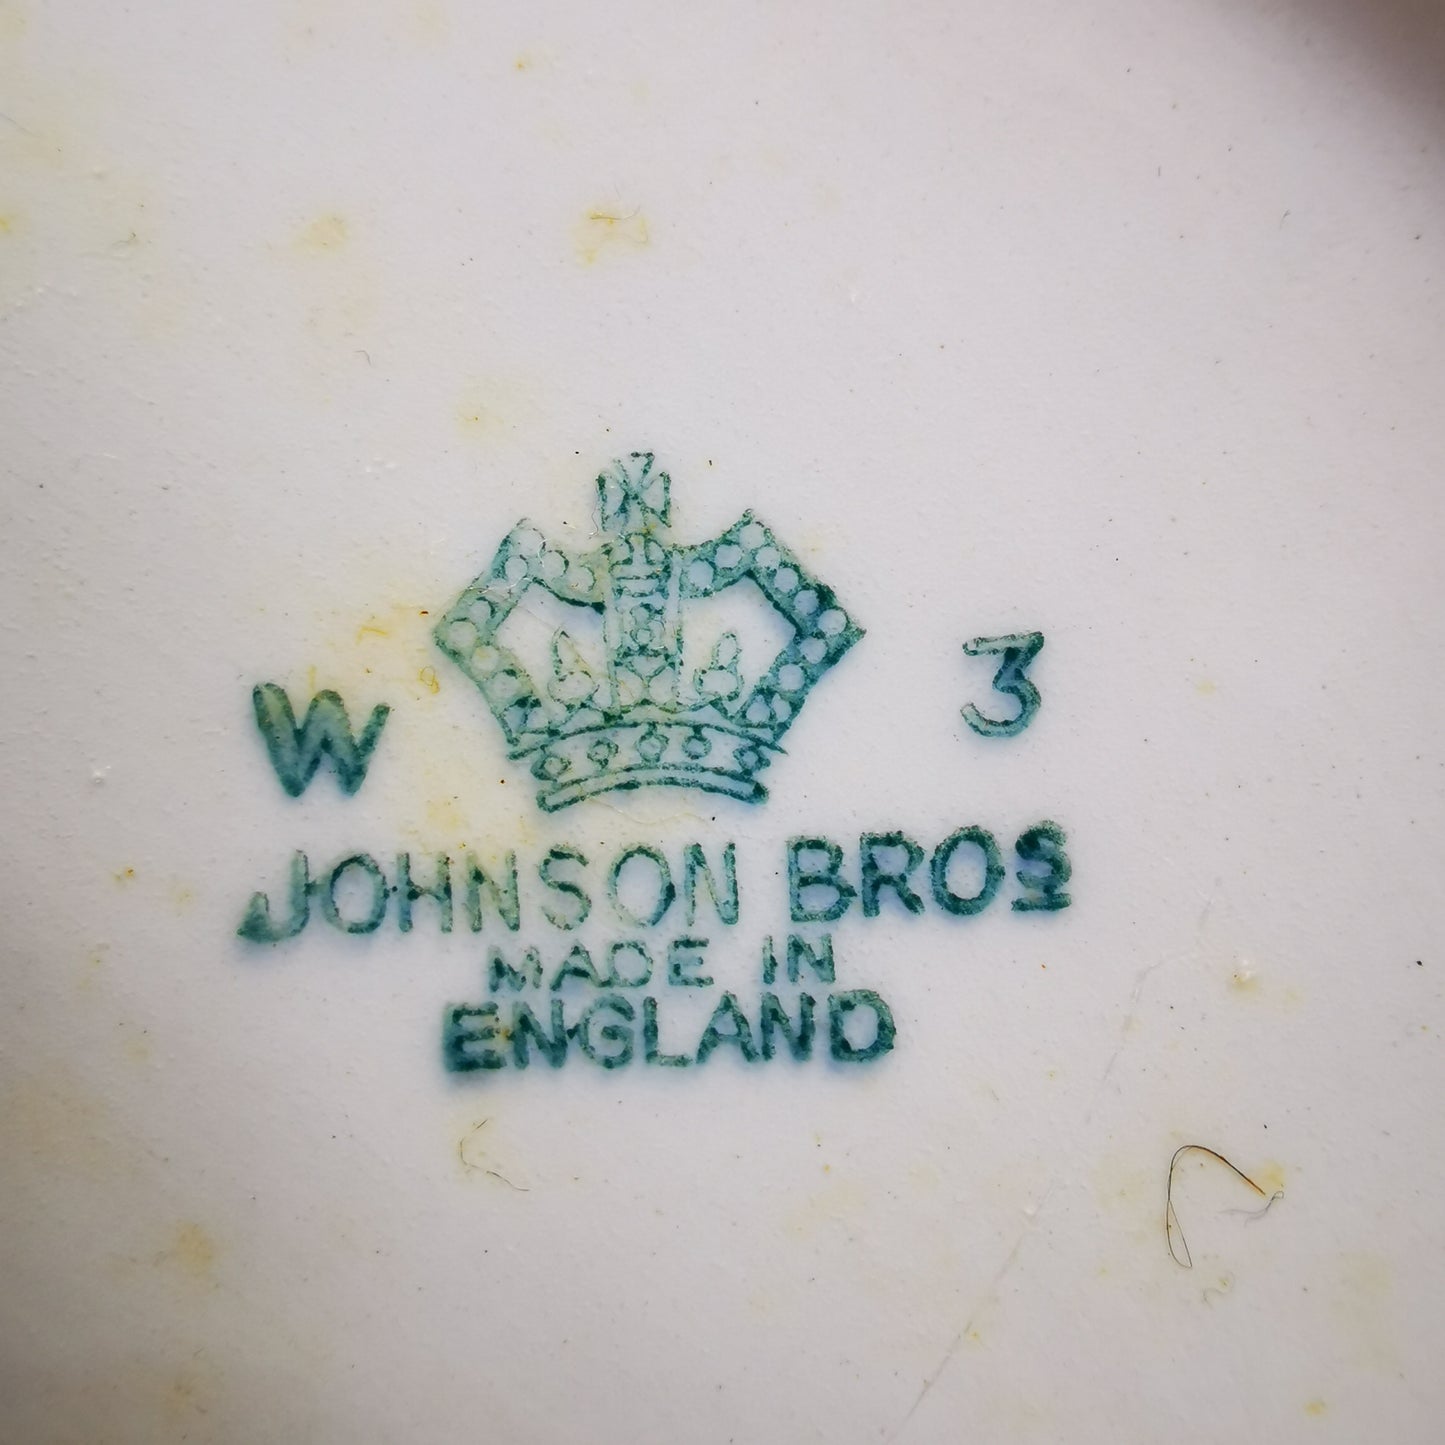 W 3
JOHNSON BROS
MADE IN
ENGLAND